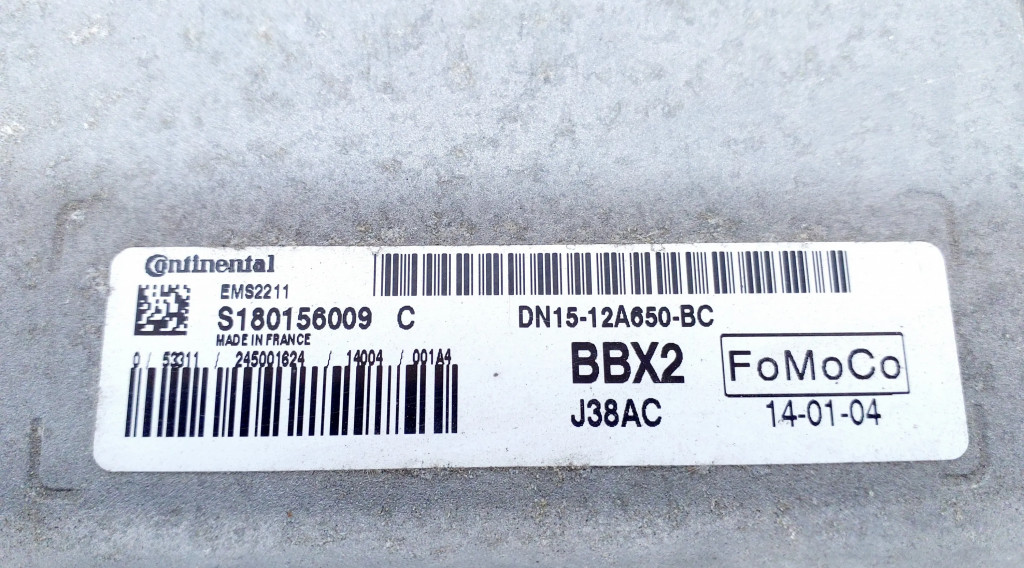 Continental
EMS2211
S180156009 C
MADE IN FRANCE
0 / 53311 / 245001624 / 14004 / 001A4
DN15-12A650-BC
BBX2
FoMoCo
J38AC
14-01-04